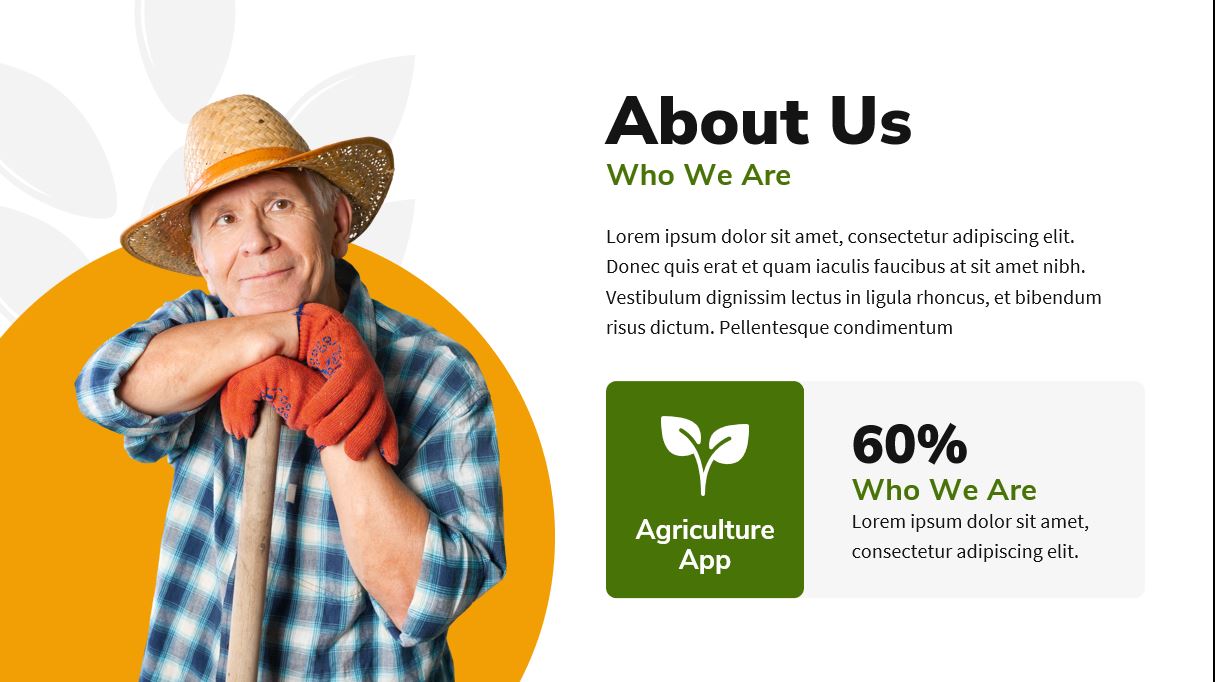 About Us
Who We Are
Lorem ipsum dolor sit amet, consectetur adipiscing elit.
Donec quis erat et quam iaculis faucibus at sit amet nibh.
Vestibulum dignissim lectus in ligula rhoncus, et bibendum
risus dictum. Pellentesque condimentum
Agriculture
App
60%
Who We Are
Lorem ipsum dolor sit amet,
consectetur adipiscing elit.